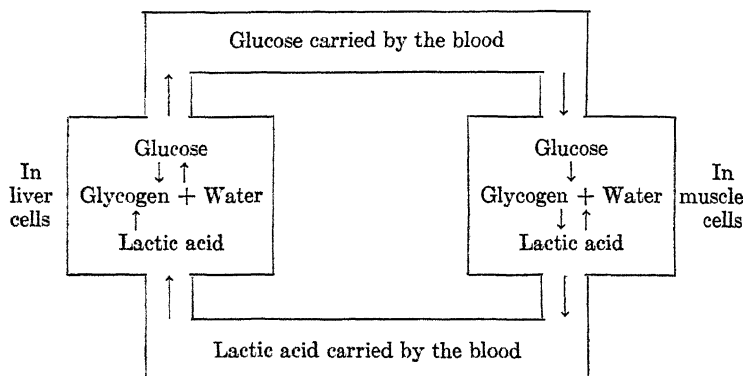 Glucose carried by the blood
In
liver
cells
Glucose
Glycogen + Water
Lactic acid
Glucose
Glycogen + Water
Lactic acid
In
muscle
cells
Lactic acid carried by the blood